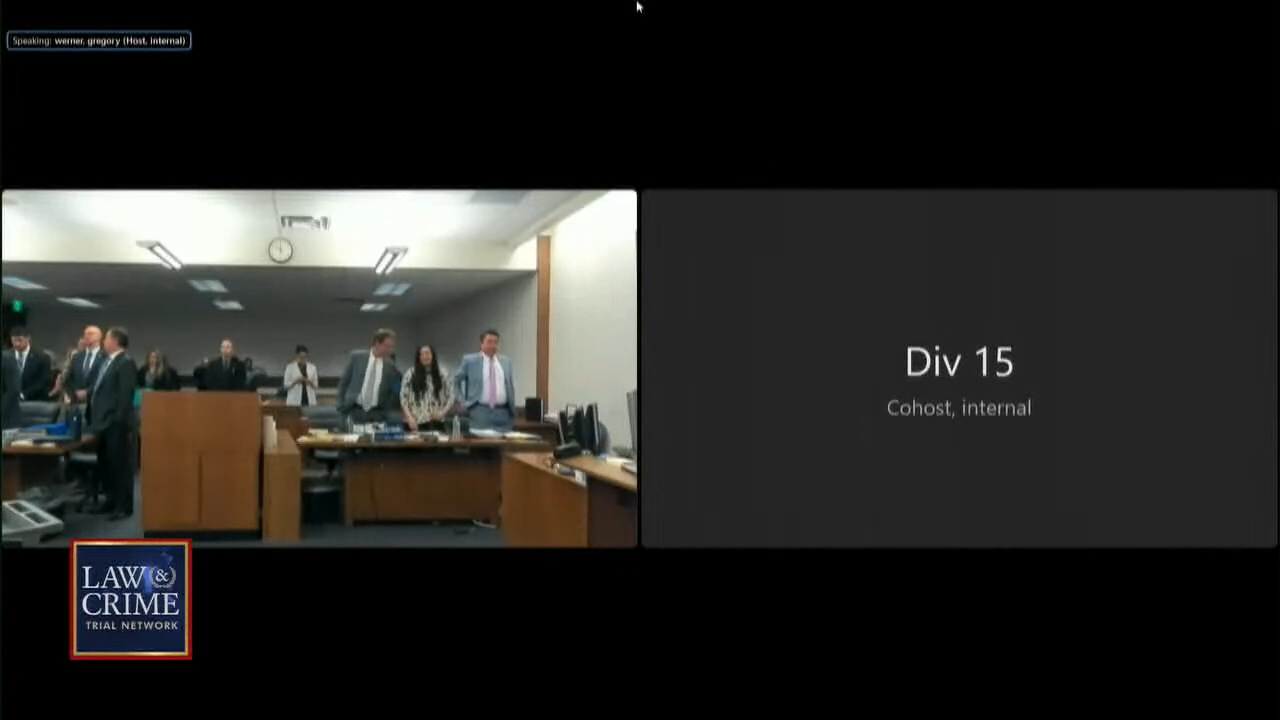 Speaking: werner, gregory (Host, internal)
Div 15
Cohost, internal
LAW &
CRIME
TRIAL NETWORK